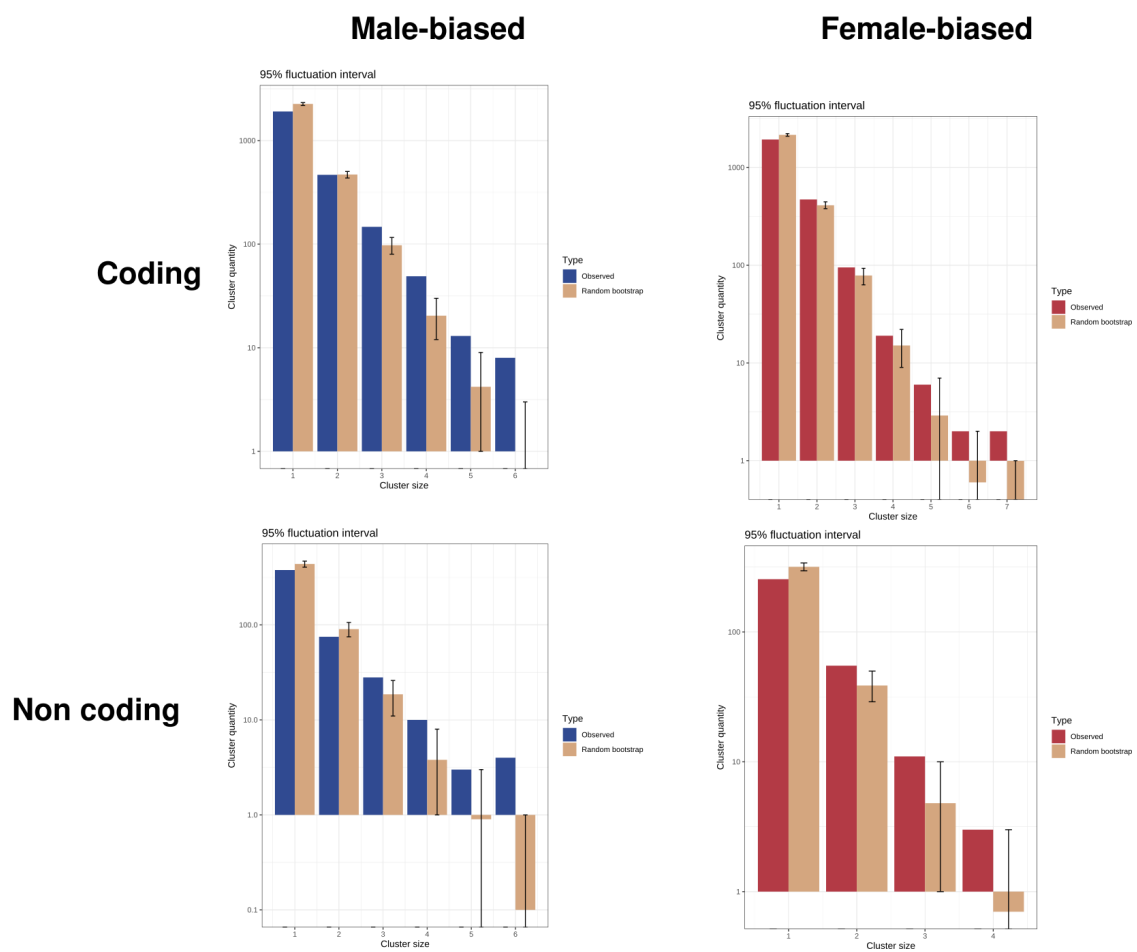 Male-biased
Female-biased
Coding
Non coding
95% fluctuation interval
Cluster quantity
1000
100
10
1
1 2 3 4 5 6
Cluster size
Type
Observed
Random bootstrap
95% fluctuation interval
Cluster quantity
1000
100
10
1
1 2 3 4 5 6 7
Cluster size
Type
Observed
Random bootstrap
95% fluctuation interval
Cluster quantity
100.0
10.0
1.0
0.1
1 2 3 4 5 6
Cluster size
Type
Observed
Random bootstrap
95% fluctuation interval
Cluster quantity
100
10
1
1 2 3 4
Cluster size
Type
Observed
Random bootstrap